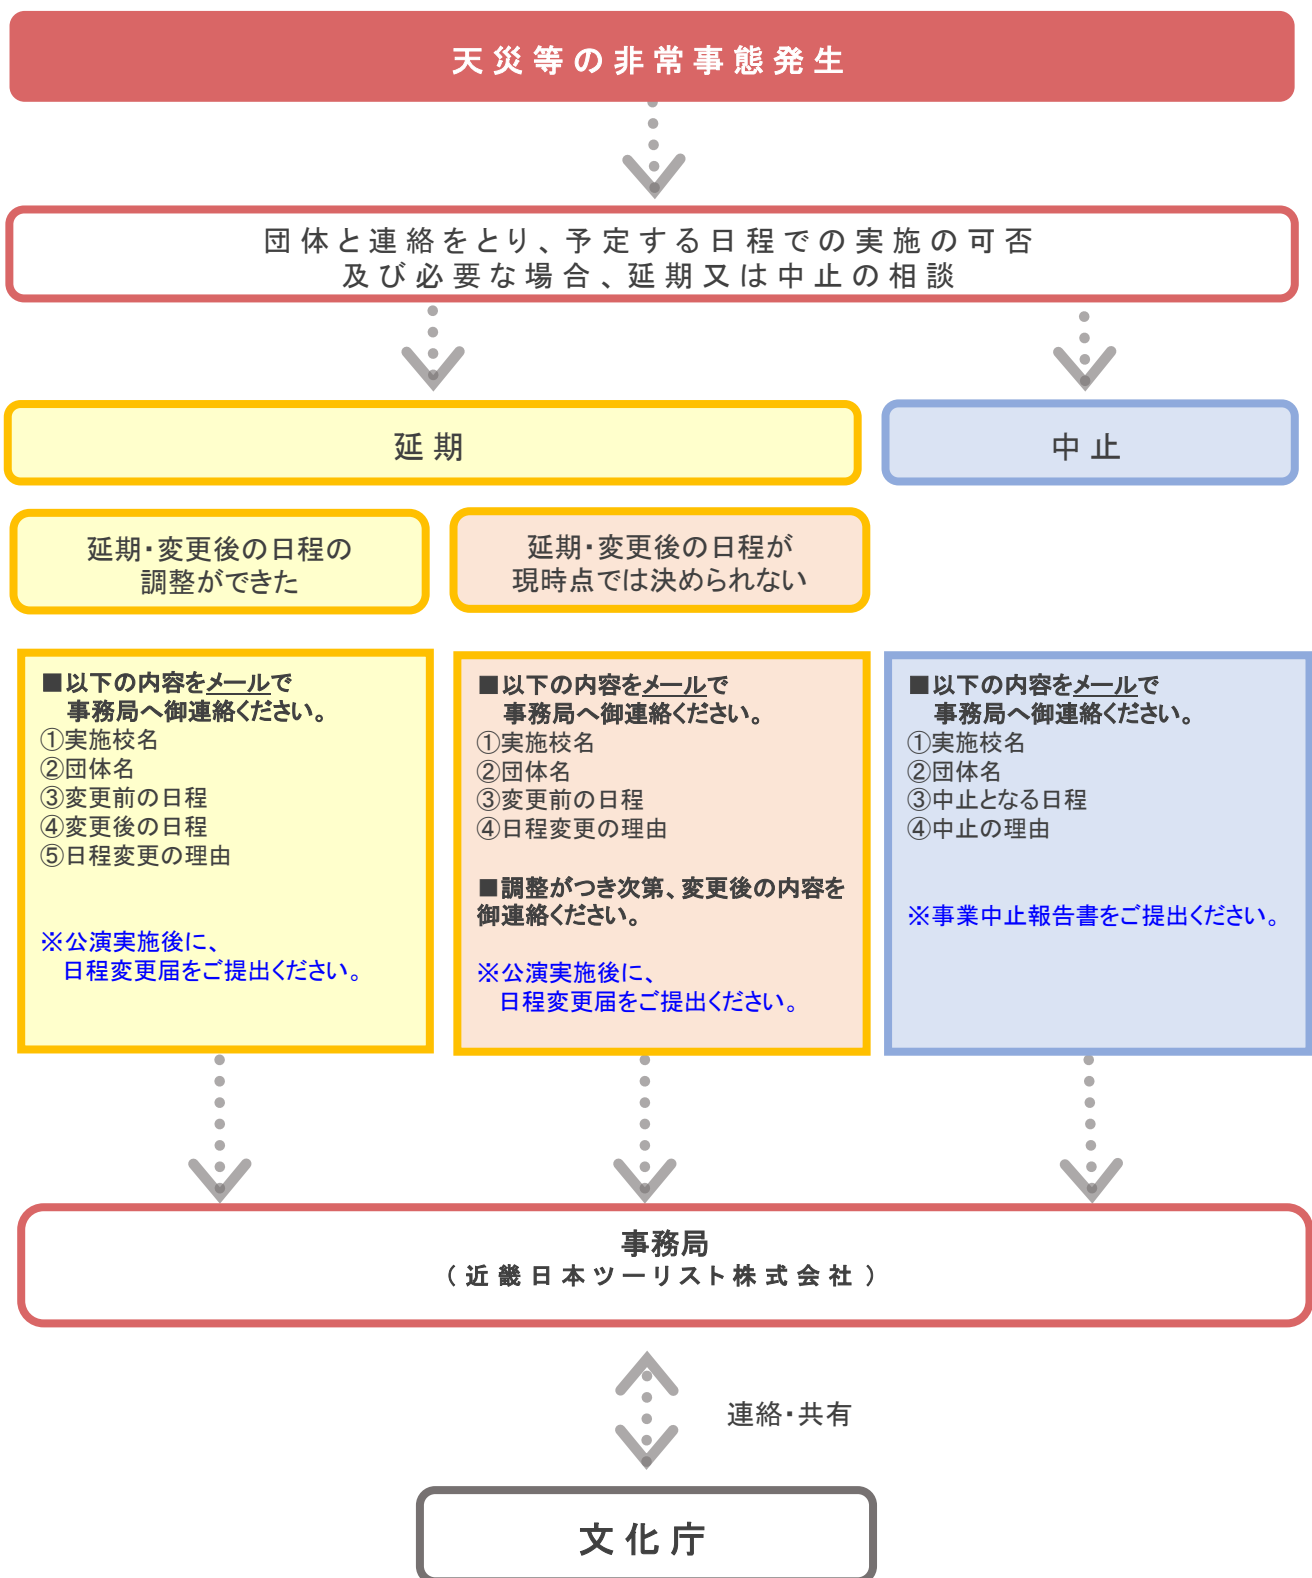 天災等の非常事態発生
団体と連絡をとり、予定する日程での実施の可否
及び必要な場合、延期又は中止の相談
延期
中止
延期・変更後の日程の
調整ができた
延期・変更後の日程が
現時点では決められない
■以下の内容をメールで
事務局へ御連絡ください。
①実施校名
②団体名
③変更前の日程
④変更後の日程
⑤日程変更の理由
※公演実施後に、
日程変更届をご提出ください。
■以下の内容をメールで
事務局へ御連絡ください。
①実施校名
②団体名
③変更前の日程
④日程変更の理由
■調整がつき次第、変更後の内容を
御連絡ください。
※公演実施後に、
日程変更届をご提出ください。
■以下の内容をメールで
事務局へ御連絡ください。
①実施校名
②団体名
③中止となる日程
④中止の理由
※事業中止報告書をご提出ください。
事務局
（近畿日本ツーリスト株式会社）
連絡・共有
文化庁